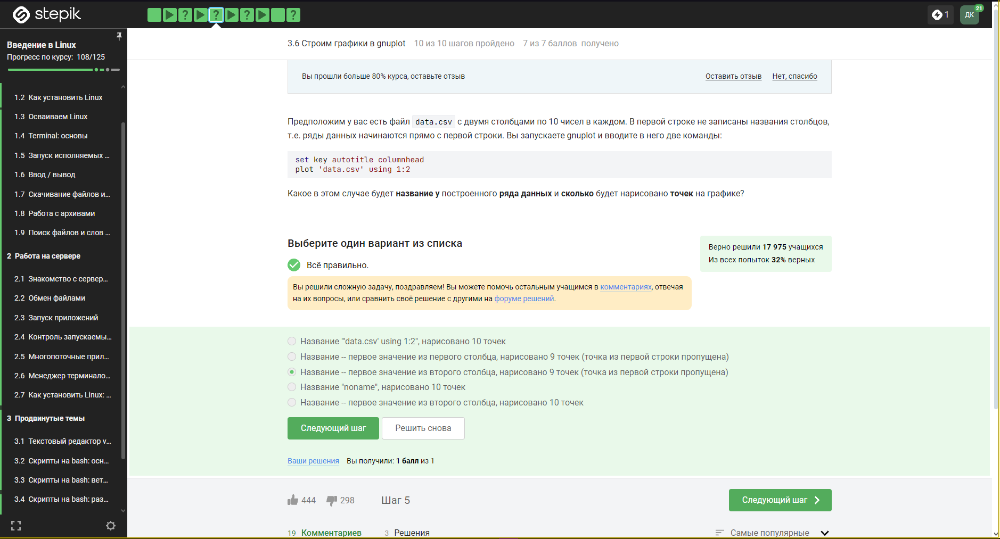 stepik
? ? ? ?
1
ДК
21
Введение в Linux
Прогресс по курсу: 108/125
1.2 Как установить Linux
1.3 Осваиваем Linux
1.4 Terminal: основы
1.5 Запуск исполняемых ...
1.6 Ввод / вывод
1.7 Скачивание файлов и...
1.8 Работа с архивами
1.9 Поиск файлов и слов ...
2 Работа на сервере
2.1 Знакомство с сервер...
2.2 Обмен файлами
2.3 Запуск приложений
2.4 Контроль запускаемы...
2.5 Многопоточные прил...
2.6 Менеджер терминало...
2.7 Как установить Linux: ...
3 Продвинутые темы
3.1 Текстовый редактор v...
3.2 Скрипты на bash: осн...
3.3 Скрипты на bash: вет...
3.4 Скрипты на bash: раз...
3.6 Строим графики в gnuplot 10 из 10 шагов пройдено 7 из 7 баллов получено
Вы прошли больше 80% курса, оставьте отзыв Оставить отзыв Нет, спасибо
Предположим у вас есть файл data.csv с двумя столбцами по 10 чисел в каждом. В первой строке не записаны названия столбцов,
т.е. ряды данных начинаются прямо с первой строки. Вы запускаете gnuplot и вводите в него две команды:
set key autotitle columnhead
plot 'data.csv' using 1:2
Какое в этом случае будет название у построенного ряда данных и сколько будет нарисовано точек на графике?
Выберите один вариант из списка
Всё правильно.
Верно решили 17 975 учащихся
Из всех попыток 32% верных
Вы решили сложную задачу, поздравляем! Вы можете помочь остальным учащимся в комментариях, отвечая
на их вопросы, или сравнить своё решение с другими на форуме решений.
Название "'data.csv' using 1:2", нарисовано 10 точек
Название -- первое значение из первого столбца, нарисовано 9 точек (точка из первой строки пропущена)
Название -- первое значение из второго столбца, нарисовано 9 точек (точка из первой строки пропущена)
Название "noname", нарисовано 10 точек
Название -- первое значение из второго столбца, нарисовано 10 точек
Следующий шаг Решить снова
Ваши решения Вы получили: 1 балл из 1
444 298 Шаг 5 Следующий шаг
19 Комментариев 3 Решения Самые популярные